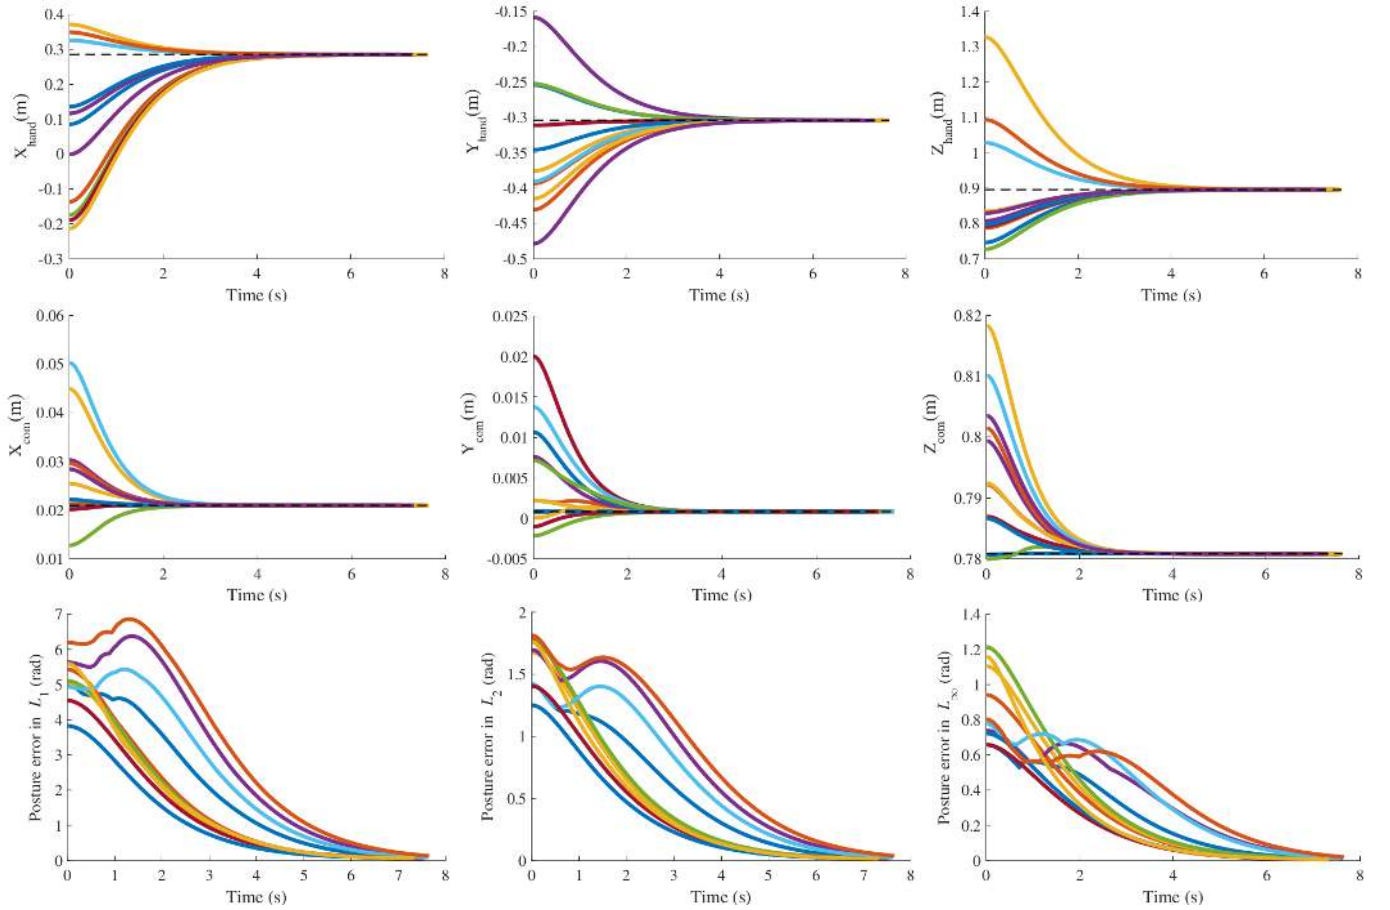 0.4
0.3
0.2
0.1
0
-0.1
-0.2
-0.3
X_hand(m)
0 2 4 6 8
Time (s)
-0.15
-0.2
-0.25
-0.3
-0.35
-0.4
-0.45
-0.5
Y_hand(m)
0 2 4 6 8
Time (s)
1.4
1.3
1.2
1.1
1
0.9
0.8
0.7
Z_hand(m)
0 2 4 6 8
Time (s)
0.06
0.05
0.04
0.03
0.02
0.01
X_com(m)
0 2 4 6 8
Time (s)
0.025
0.02
0.015
0.01
0.005
0
-0.005
Y_com(m)
0 2 4 6 8
Time (s)
0.82
0.81
0.8
0.79
0.78
Z_com(m)
0 2 4 6 8
Time (s)
7
6
5
4
3
2
1
0
Posture error in L_1 (rad)
0 1 2 3 4 5 6 7 8
Time (s)
2
1.5
1
0.5
0
Posture error in L_2 (rad)
0 1 2 3 4 5 6 7 8
Time (s)
1.4
1.2
1
0.8
0.6
0.4
0.2
0
Posture error in L_∞ (rad)
0 2 4 6 8
Time (s)